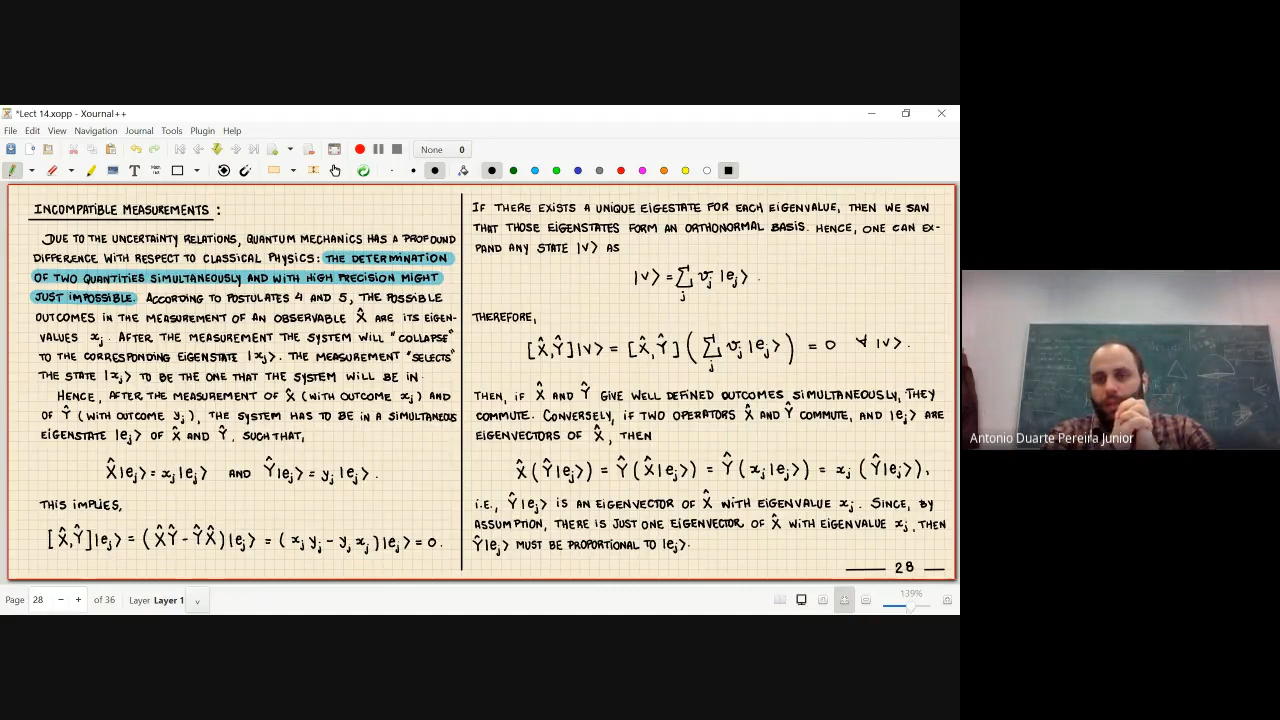 *Lect 14.xopp - Xournal++
File Edit View Navigation Journal Tools Plugin Help
None 0
INCOMPATIBLE MEASUREMENTS :
DUE TO THE UNCERTAINTY RELATIONS, QUANTUM MECHANICS HAS A PROFOUND
DIFFERENCE WITH RESPECT TO CLASSICAL PHYSICS: THE DETERMINATION
OF TWO QUANTITIES SIMULTANEOUSLY AND WITH HIGH PRECISION MIGHT
JUST IMPOSSIBLE. ACCORDING TO POSTULATES 4 AND 5, THE POSSIBLE
OUTCOMES IN THE MEASUREMENT OF AN OBSERVABLE X̂ ARE ITS EIGEN-
VALUES xⱼ. AFTER THE MEASUREMENT THE SYSTEM WILL "COLLAPSE"
TO THE CORRESPONDING EIGENSTATE |xⱼ⟩. THE MEASUREMENT "SELECTS"
THE STATE |xⱼ⟩ TO BE THE ONE THAT THE SYSTEM WILL BE IN.
HENCE, AFTER THE MEASUREMENT OF X̂ (WITH OUTCOME xⱼ) AND
OF Ŷ (WITH OUTCOME yⱼ), THE SYSTEM HAS TO BE IN A SIMULTANEOUS
EIGENSTATE |eⱼ⟩ OF X̂ AND Ŷ, SUCH THAT,
X̂|eⱼ⟩ = xⱼ|eⱼ⟩ AND Ŷ|eⱼ⟩ = yⱼ|eⱼ⟩.
THIS IMPLIES,
[X̂,Ŷ]|eⱼ⟩ = (X̂Ŷ - ŶX̂)|eⱼ⟩ = (xⱼyⱼ - yⱼxⱼ)|eⱼ⟩ = 0.
IF THERE EXISTS A UNIQUE EIGESTATE FOR EACH EIGENVALUE, THEN WE SAW
THAT THOSE EIGENSTATES FORM AN ORTHONORMAL BASIS. HENCE, ONE CAN EX-
PAND ANY STATE |v⟩ AS
|v⟩ = ∑ⱼ vⱼ|eⱼ⟩.
THEREFORE,
[X̂,Ŷ]|v⟩ = [X̂,Ŷ](∑ⱼ vⱼ|eⱼ⟩) = 0 ∀ |v⟩.
THEN, IF X̂ AND Ŷ GIVE WELL DEFINED OUTCOMES SIMULTANEOUSLY, THEY
COMMUTE. CONVERSELY, IF TWO OPERATORS X̂ AND Ŷ COMMUTE, AND |eⱼ⟩ ARE
EIGENVECTORS OF X̂, THEN
X̂(Ŷ|eⱼ⟩) = Ŷ(X̂|eⱼ⟩) = Ŷ(xⱼ|eⱼ⟩) = xⱼ(Ŷ|eⱼ⟩),
i.E., Ŷ|eⱼ⟩ IS AN EIGENVECTOR OF X̂ WITH EIGENVALUE xⱼ. SINCE, BY
ASSUMPTION, THERE IS JUST ONE EIGENVECTOR OF X̂ WITH EIGENVALUE xⱼ, THEN
Ŷ|eⱼ⟩ MUST BE PROPORTIONAL TO |eⱼ⟩.
28
Page 28 of 36 Layer Layer 1
139%
Antonio Duarte Pereira Junior